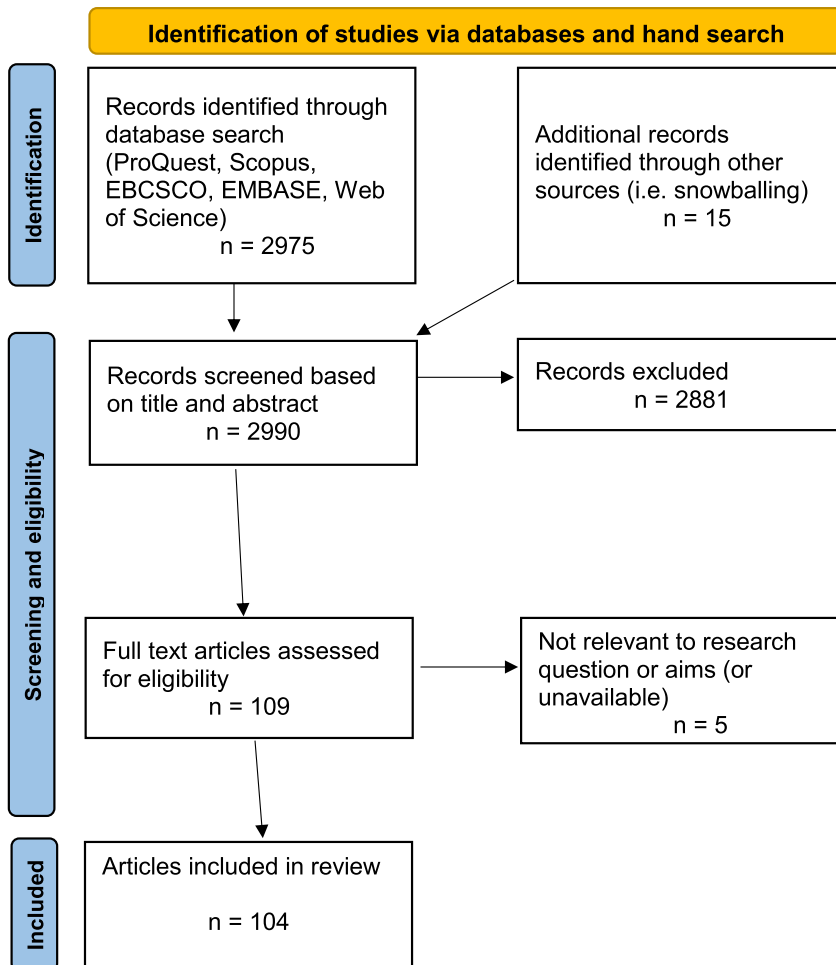 Identification of studies via databases and hand search
Identification
Records identified through
database search
(ProQuest, Scopus,
EBCSCO, EMBASE, Web
of Science)
n = 2975
Additional records
identified through other
sources (i.e. snowballing)
n = 15
Screening and eligibility
Records screened based
on title and abstract
n = 2990
Records excluded
n = 2881
Full text articles assessed
for eligibility
n = 109
Not relevant to research
question or aims (or
unavailable)
n = 5
Included
Articles included in review
n = 104